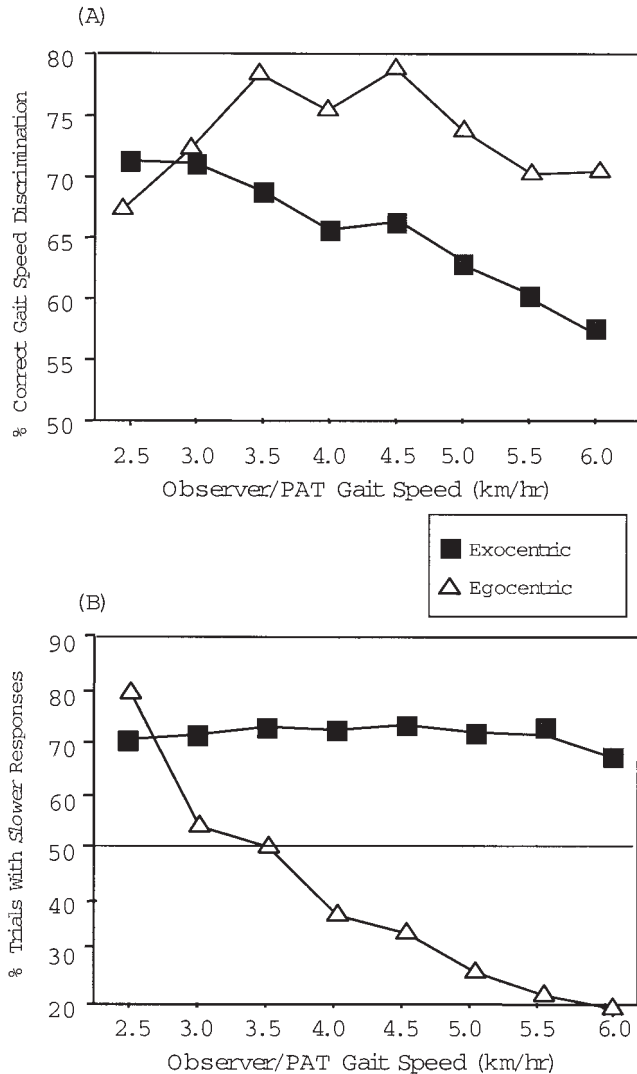 (A)
% Correct Gait Speed Discrimination
80
75
70
65
60
55
50
2.5 3.0 3.5 4.0 4.5 5.0 5.5 6.0
Observer/PAT Gait Speed (km/hr)
Exocentric
Egocentric
(B)
% Trials With Slower Responses
90
80
70
60
50
40
30
20
2.5 3.0 3.5 4.0 4.5 5.0 5.5 6.0
Observer/PAT Gait Speed (km/hr)